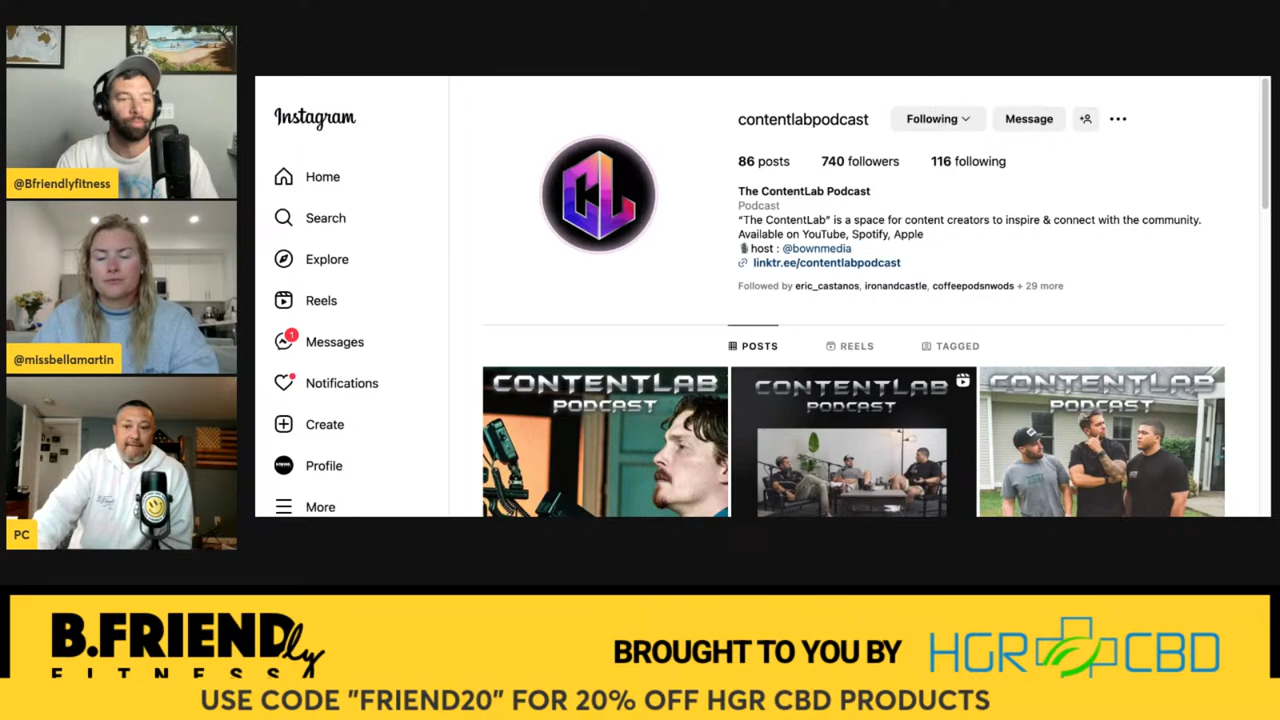 @Bfriendlyfitness
@missbellamartin
PC
Instagram
Home
Search
Explore
Reels
1
Messages
Notifications
Create
Profile
More
CL
contentlabpodcast
Following
Message
86 posts
740 followers
116 following
The ContentLab Podcast
Podcast
“The ContentLab” is a space for content creators to inspire & connect with the community.
Available on YouTube, Spotify, Apple
host : @bownmedia
linktr.ee/contentlabpodcast
Followed by eric_castanos, ironandcastle, coffeepodsnwods + 29 more
POSTS
REELS
TAGGED
CONTENTLAB
PODCAST
CONTENTLAB
PODCAST
CONTENTLAB
PODCAST
B.FRIENDly
FITNESS
BROUGHT TO YOU BY
HGR CBD
USE CODE "FRIEND20" FOR 20% OFF HGR CBD PRODUCTS